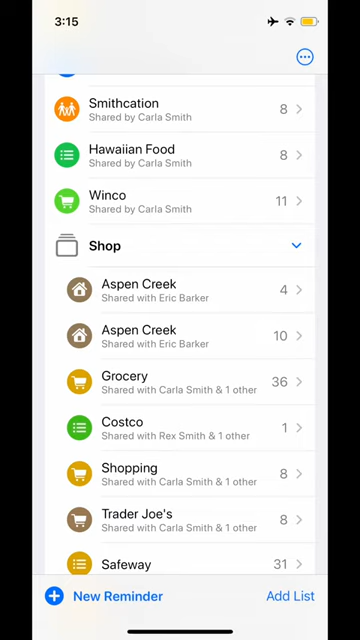 3:15
Smithcation
8
Shared by Carla Smith
Hawaiian Food
8
Shared by Carla Smith
Winco
11
Shared by Carla Smith
Shop
Aspen Creek
4
Shared with Eric Barker
Aspen Creek
10
Shared with Eric Barker
Grocery
36
Shared with Carla Smith & 1 other
Costco
1
Shared with Rex Smith & 1 other
Shopping
8
Shared with Carla Smith & 1 other
Trader Joe's
8
Shared with Carla Smith & 1 other
Safeway
31
New Reminder
Add List